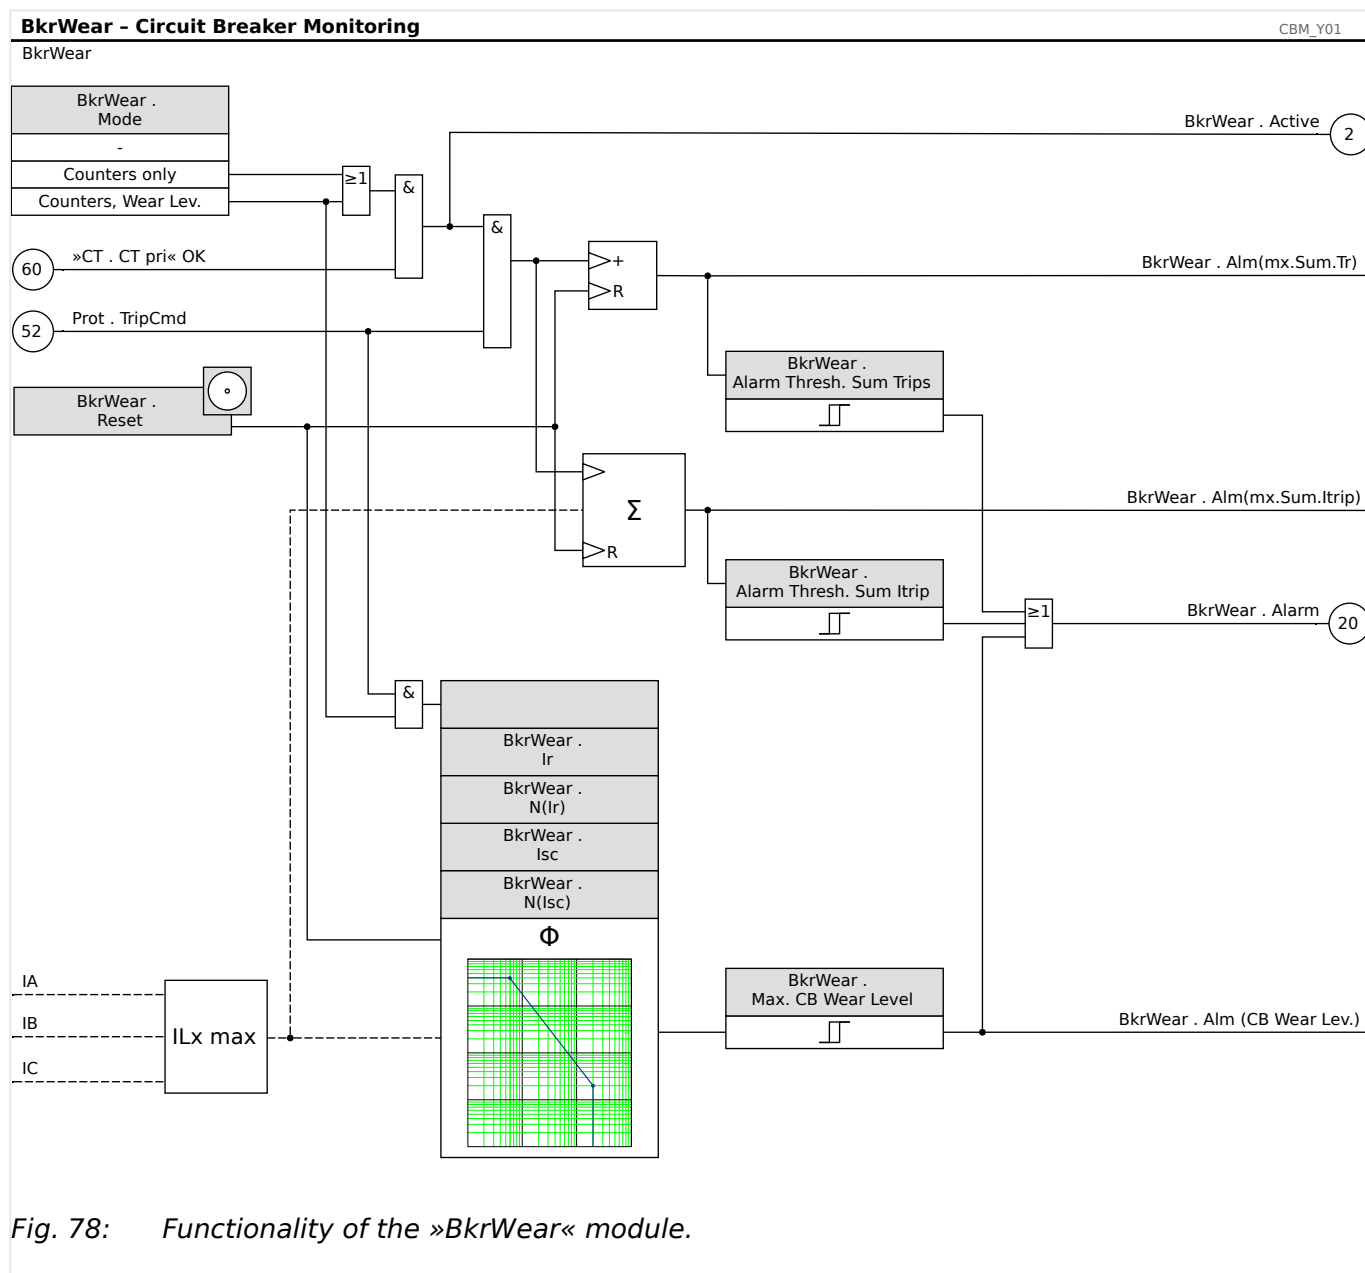 BkrWear – Circuit Breaker Monitoring
CBM_Y01
BkrWear
BkrWear .
Mode
-
Counters only
Counters, Wear Lev.
≥1
&
&
BkrWear . Active
2
60
»CT . CT pri« OK
52
Prot . TripCmd
+
R
BkrWear . Alm(mx.Sum.Tr)
BkrWear .
Reset
BkrWear .
Alarm Thresh. Sum Trips
Σ
R
BkrWear . Alm(mx.Sum.Itrip)
BkrWear .
Alarm Thresh. Sum Itrip
≥1
BkrWear . Alarm
20
&
BkrWear .
Ir
BkrWear .
N(Ir)
BkrWear .
Isc
BkrWear .
N(Isc)
Φ
IA
IB
IC
ILx max
BkrWear .
Max. CB Wear Level
BkrWear . Alm (CB Wear Lev.)
Fig. 78: Functionality of the »BkrWear« module.